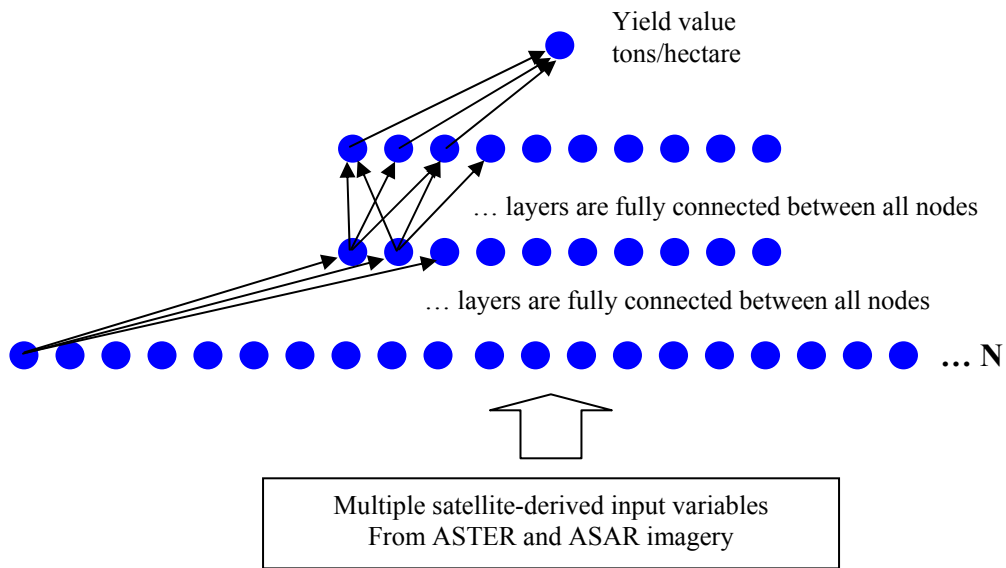 Yield value
tons/hectare
… layers are fully connected between all nodes
… layers are fully connected between all nodes
… N
Multiple satellite-derived input variables
From ASTER and ASAR imagery